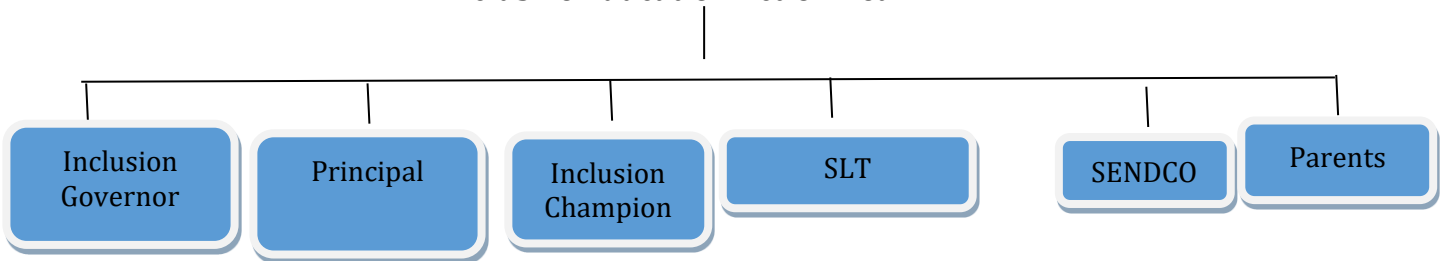 Inclusion
Governor
Principal
Inclusion
Champion
SLT
SENDCO
Parents